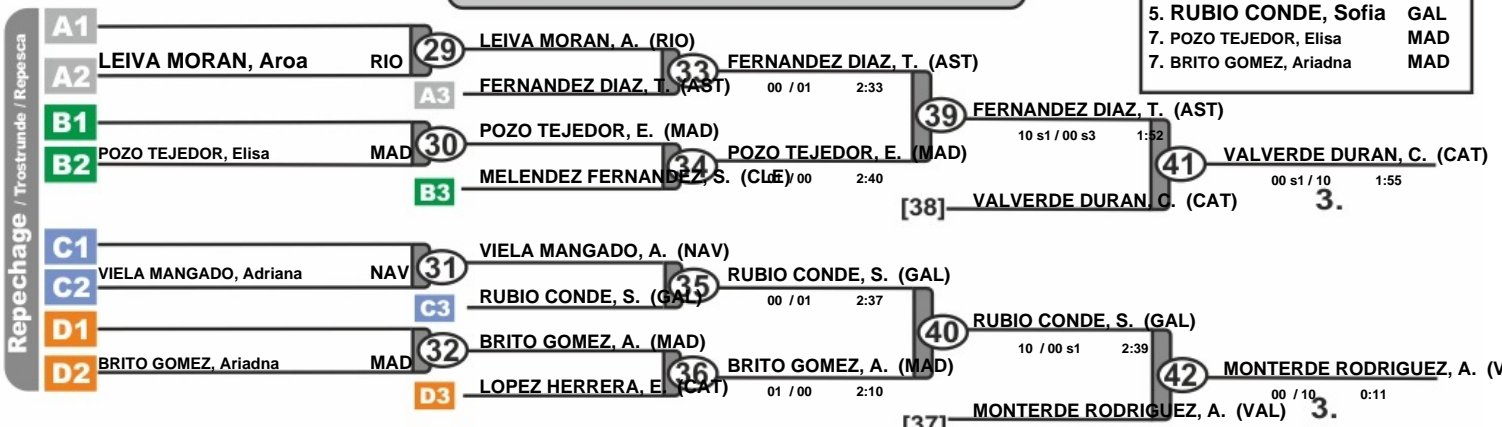 5. RUBIO CONDE, Sofia GAL
7. POZO TEJEDOR, Elisa MAD
7. BRITO GOMEZ, Ariadna MAD
Repechage / Trostrunde / Repesca
A1
LEIVA MORAN, Aroa RIO
A2
B1
POZO TEJEDOR, Elisa MAD
B2
C1
VIELA MANGADO, Adriana NAV
C2
D1
BRITO GOMEZ, Ariadna MAD
D2
29
LEIVA MORAN, A. (RIO)
A3
FERNANDEZ DIAZ, T. (AST)
30
POZO TEJEDOR, E. (MAD)
B3
MELENDEZ FERNANDEZ, S. (CLE)
31
VIELA MANGADO, A. (NAV)
C3
RUBIO CONDE, S. (GAL)
32
BRITO GOMEZ, A. (MAD)
D3
LOPEZ HERRERA, E. (CAT)
33
FERNANDEZ DIAZ, T. (AST)
00 / 01 2:33
34
POZO TEJEDOR, E. (MAD)
/ 00 2:40
35
RUBIO CONDE, S. (GAL)
00 / 01 2:37
36
BRITO GOMEZ, A. (MAD)
01 / 00 2:10
39
FERNANDEZ DIAZ, T. (AST)
10 s1 / 00 s3 1:52
[38]
VALVERDE DURAN, C. (CAT)
40
RUBIO CONDE, S. (GAL)
10 / 00 s1 2:39
[37]
MONTERDE RODRIGUEZ, A. (VAL)
41
VALVERDE DURAN, C. (CAT)
00 s1 / 10 1:55
3.
42
MONTERDE RODRIGUEZ, A. (V
00 / 10 0:11
3.